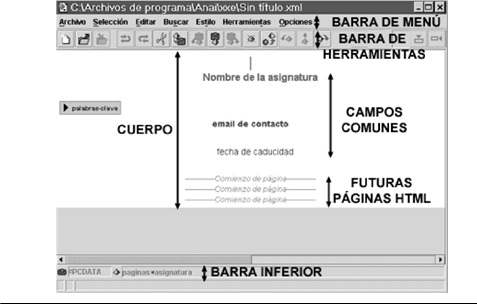 C:\Archivos de programa\Anail\xxe\Sin título.xml
Archivo Selección Editar Buscar Estilo Herramientas Opciones
BARRA DE MENÚ
BARRA DE
HERRAMIENTAS
Nombre de la asignatura
palabras-clave
CUERPO
email de contacto
CAMPOS
COMUNES
fecha de caducidad
Comienzo de página
Comienzo de página
Comienzo de página
FUTURAS
PÁGINAS HTML
#PCDATA
paginas asignatura
BARRA INFERIOR